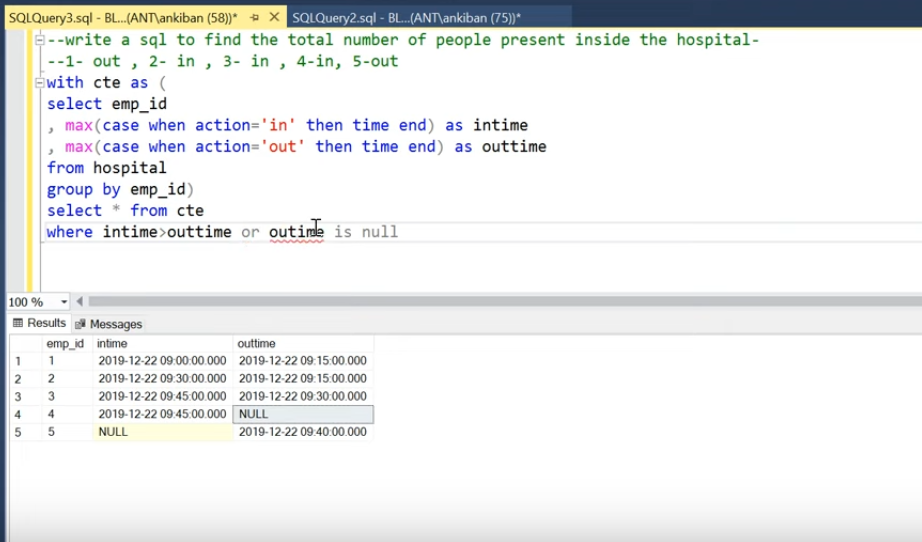 SQLQuery3.sql - BL...(ANT\ankiban (58))* SQLQuery2.sql - BL...(ANT\ankiban (75))*
--write a sql to find the total number of people present inside the hospital-
--1- out , 2- in , 3- in , 4-in, 5-out
with cte as (
select emp_id
, max(case when action='in' then time end) as intime
, max(case when action='out' then time end) as outtime
from hospital
group by emp_id)
select * from cte
where intime>outtime or outime is null
100 %
Results Messages
emp_id intime outtime
1 1 2019-12-22 09:00:00.000 2019-12-22 09:15:00.000
2 2 2019-12-22 09:30:00.000 2019-12-22 09:15:00.000
3 3 2019-12-22 09:45:00.000 2019-12-22 09:30:00.000
4 4 2019-12-22 09:45:00.000 NULL
5 5 NULL 2019-12-22 09:40:00.000